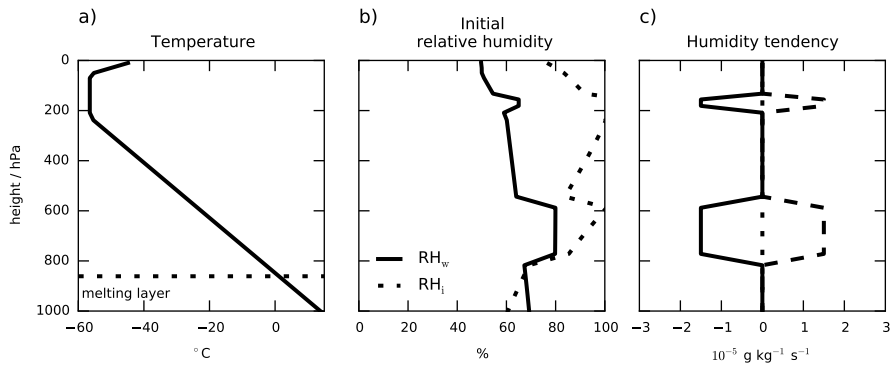 a)
Temperature
0
200
400
600
800
1000
height / hPa
melting layer
−60
−40
−20
0
°C
b)
Initial
relative humidity
RHw
RHi
0
20
40
60
80
100
%
c)
Humidity tendency
−3
−2
−1
0
1
2
3
10⁻⁵ g kg⁻¹ s⁻¹